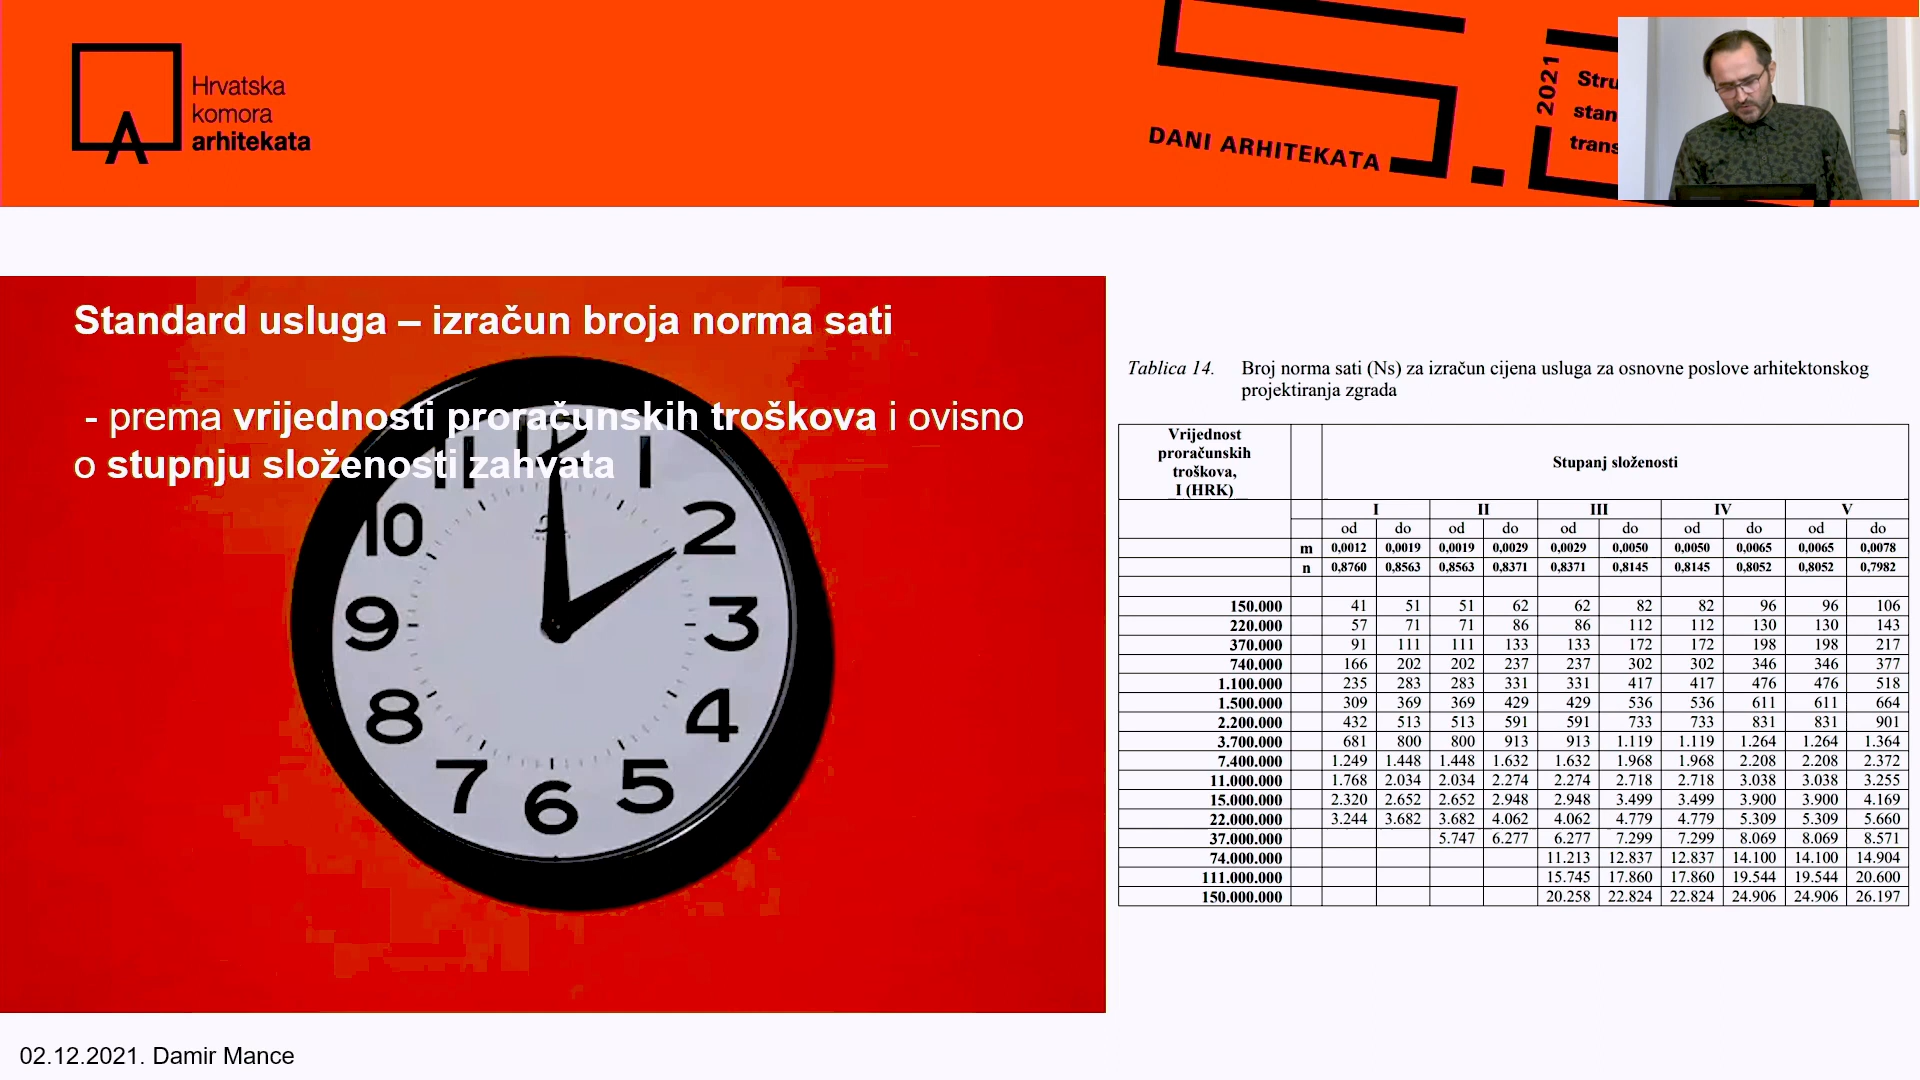 Hrvatska
komora
arhitekata
DANI ARHITEKATA
2021
Standard usluga – izračun broja norma sati
- prema vrijednosti proračunskih troškova i ovisno
o stupnju složenosti zahvata
10 11 1 2 3 4 5 6 7 8 9
Tablica 14. Broj norma sati (Ns) za izračun cijena usluga za osnovne poslove arhitektonskog
projektiranja zgrada
Vrijednost
proračunskih
troškova,
I (HRK)
Stupanj složenosti
I II III IV V
od do od do od do od do od do
m 0,0012 0,0019 0,0019 0,0029 0,0029 0,0050 0,0050 0,0065 0,0065 0,0078
n 0,8760 0,8563 0,8563 0,8371 0,8371 0,8145 0,8145 0,8052 0,8052 0,7982
150.000 41 51 51 62 62 82 82 96 96 106
220.000 57 71 71 86 86 112 112 130 130 143
370.000 91 111 111 133 133 172 172 198 198 217
740.000 166 202 202 237 237 302 302 346 346 377
1.100.000 235 283 283 331 331 417 417 476 476 518
1.500.000 309 369 369 429 429 536 536 611 611 664
2.200.000 432 513 513 591 591 733 733 831 831 901
3.700.000 681 800 800 913 913 1.119 1.119 1.264 1.264 1.364
7.400.000 1.249 1.448 1.448 1.632 1.632 1.968 1.968 2.208 2.208 2.372
11.000.000 1.768 2.034 2.034 2.274 2.274 2.718 2.718 3.038 3.038 3.255
15.000.000 2.320 2.652 2.652 2.948 2.948 3.499 3.499 3.900 3.900 4.169
22.000.000 3.244 3.682 3.682 4.062 4.062 4.779 4.779 5.309 5.309 5.660
37.000.000 5.747 6.277 6.277 7.299 7.299 8.069 8.069 8.571
74.000.000 11.213 12.837 12.837 14.100 14.100 14.904
111.000.000 15.745 17.860 17.860 19.544 19.544 20.600
150.000.000 20.258 22.824 22.824 24.906 24.906 26.197
02.12.2021. Damir Mance